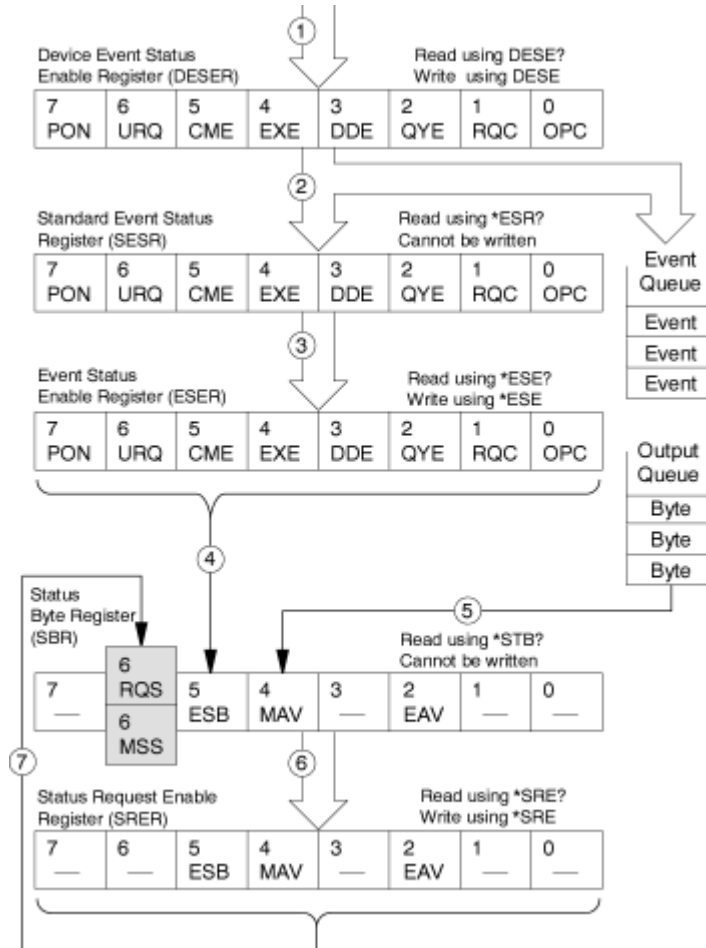 1
Device Event Status
Enable Register (DESER)
Read using DESE?
Write using DESE
7 6 5 4 3 2 1 0
PON URQ CME EXE DDE QYE RQC OPC
2
Standard Event Status
Register (SESR)
Read using *ESR?
Cannot be written
7 6 5 4 3 2 1 0
PON URQ CME EXE DDE QYE RQC OPC
Event
Queue
Event
Event
Event
3
Event Status
Enable Register (ESER)
Read using *ESE?
Write using *ESE
7 6 5 4 3 2 1 0
PON URQ CME EXE DDE QYE RQC OPC
Output
Queue
Byte
Byte
Byte
4
5
Status
Byte Register
(SBR)
Read using *STB?
Cannot be written
7 6 5 4 3 2 1 0
— RQS ESB MAV — EAV — —
6
MSS
7
6
Status Request Enable
Register (SRER)
Read using *SRE?
Write using *SRE
7 6 5 4 3 2 1 0
— — ESB MAV — EAV — —